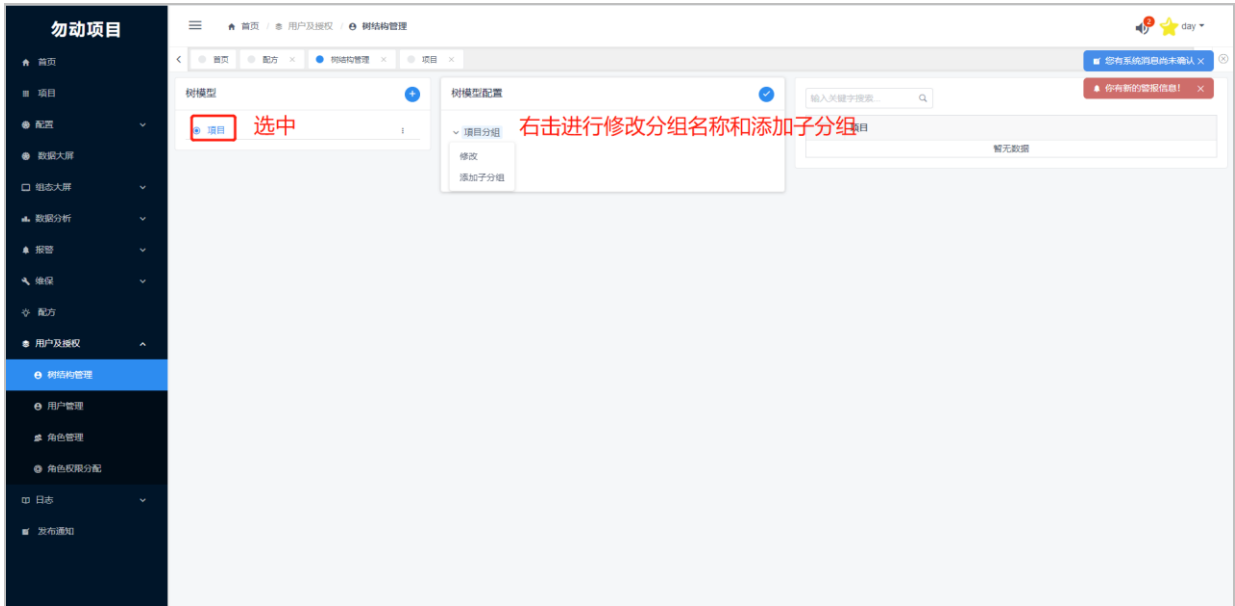 勿动项目
首页 / 用户及授权 / 树结构管理
2
day
首页
项目
配置
数据大屏
组态大屏
数据分析
报警
维保
配方
用户及授权
树结构管理
用户管理
角色管理
角色权限分配
日志
发布通知
首页 配方 × 树结构管理 × 项目 ×
您有系统消息尚未确认 ×
你有新的警报信息! ×
树模型
项目
选中
树模型配置
项目分组
右击进行修改分组名称和添加子分组
修改
添加子分组
输入关键字搜索...
项目
暂无数据